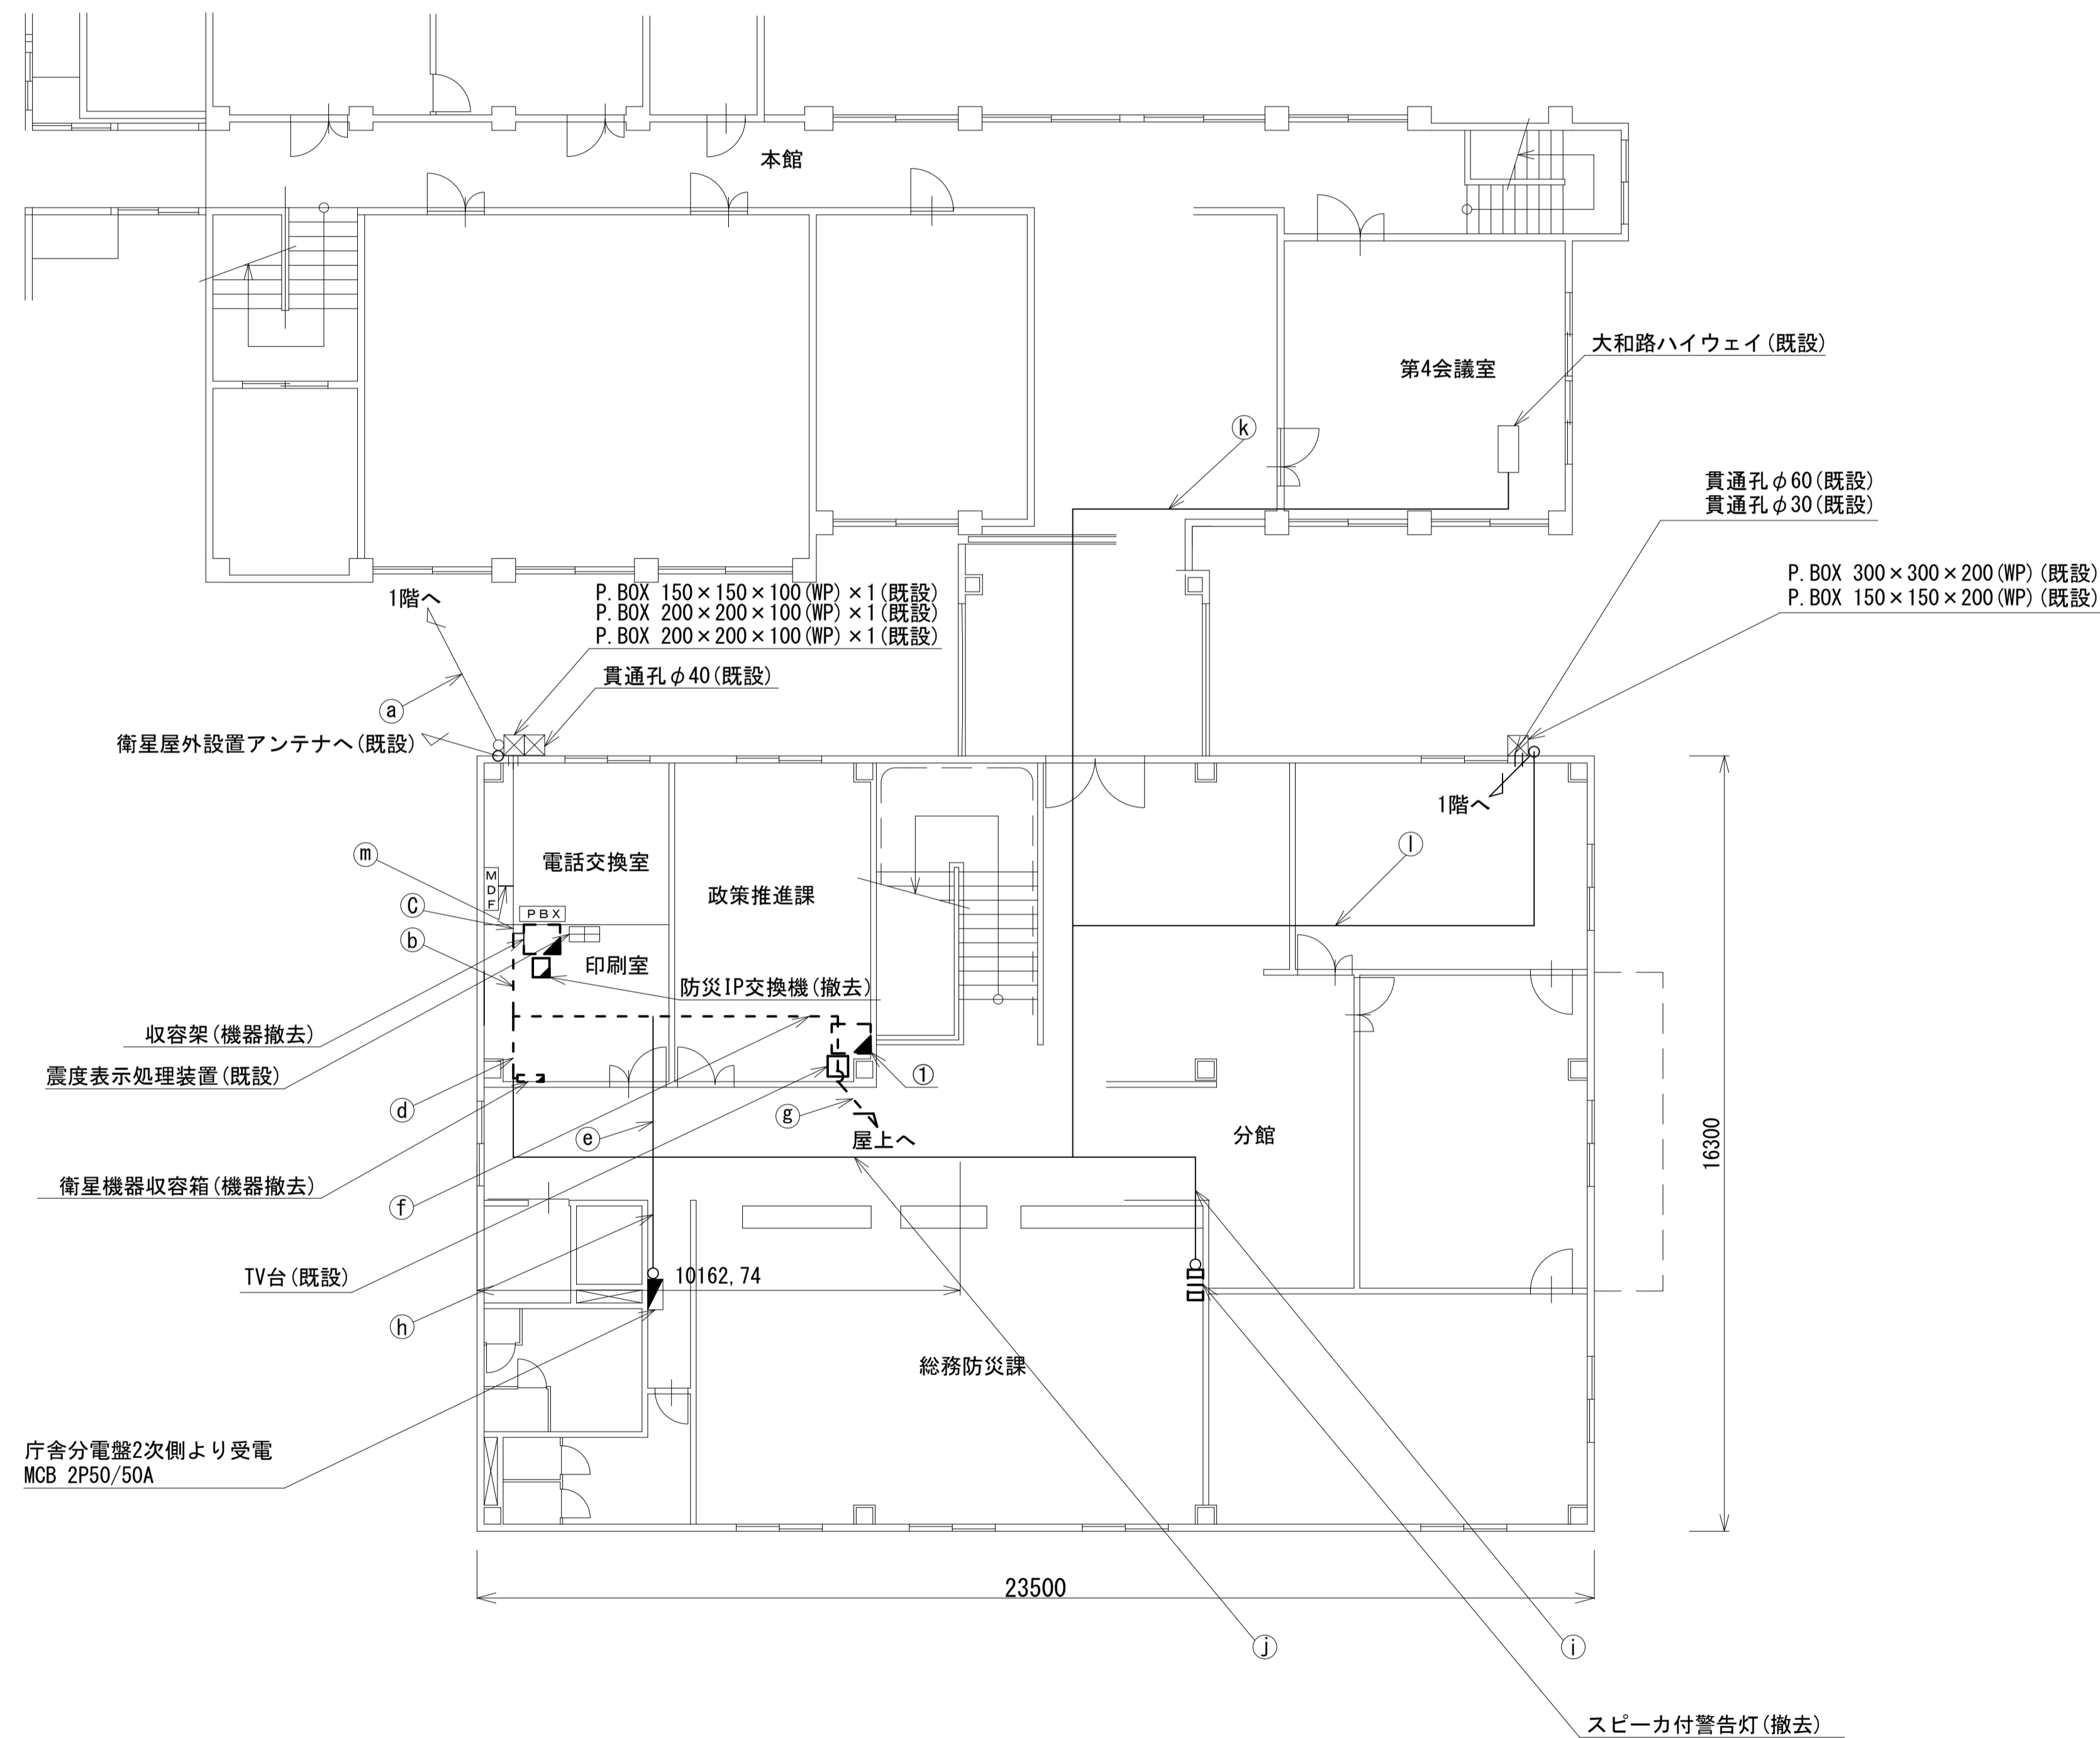 本館
大和路ハイウェイ(既設)
第4会議室
ⓚ
貫通孔φ60(既設)
貫通孔φ30(既設)
P.BOX 300×300×200(WP)(既設)
P.BOX 150×150×200(WP)(既設)
1階へ
P.BOX 150×150×100(WP)×1(既設)
P.BOX 200×200×100(WP)×1(既設)
P.BOX 200×200×100(WP)×1(既設)
貫通孔φ40(既設)
ⓐ
衛星屋外設置アンテナへ(既設)
1階へ
ⓛ
ⓜ
電話交換室
MDF
政策推進課
Ⓒ
PBX
ⓑ
印刷室
防災IP交換機(撤去)
収容架(機器撤去)
震度表示処理装置(既設)
①
ⓓ
ⓖ
ⓔ
屋上へ
分館
16300
衛星機器収容箱(機器撤去)
ⓕ
TV台(既設)
10162,74
ⓗ
総務防災課
庁舎分電盤2次側より受電
MCB 2P50/50A
23500
ⓙ
ⓘ
スピーカ付警告灯(撤去)